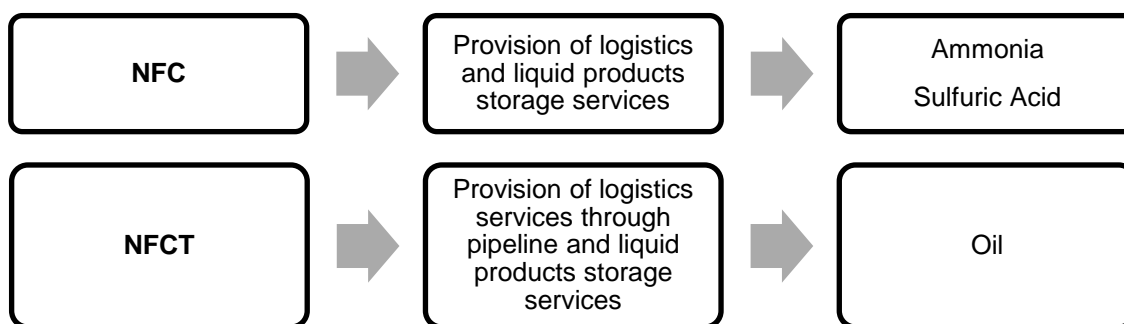 NFC
Provision of logistics
and liquid products
storage services
Ammonia
Sulfuric Acid
NFCT
Provision of logistics
services through
pipeline and liquid
products storage
services
Oil